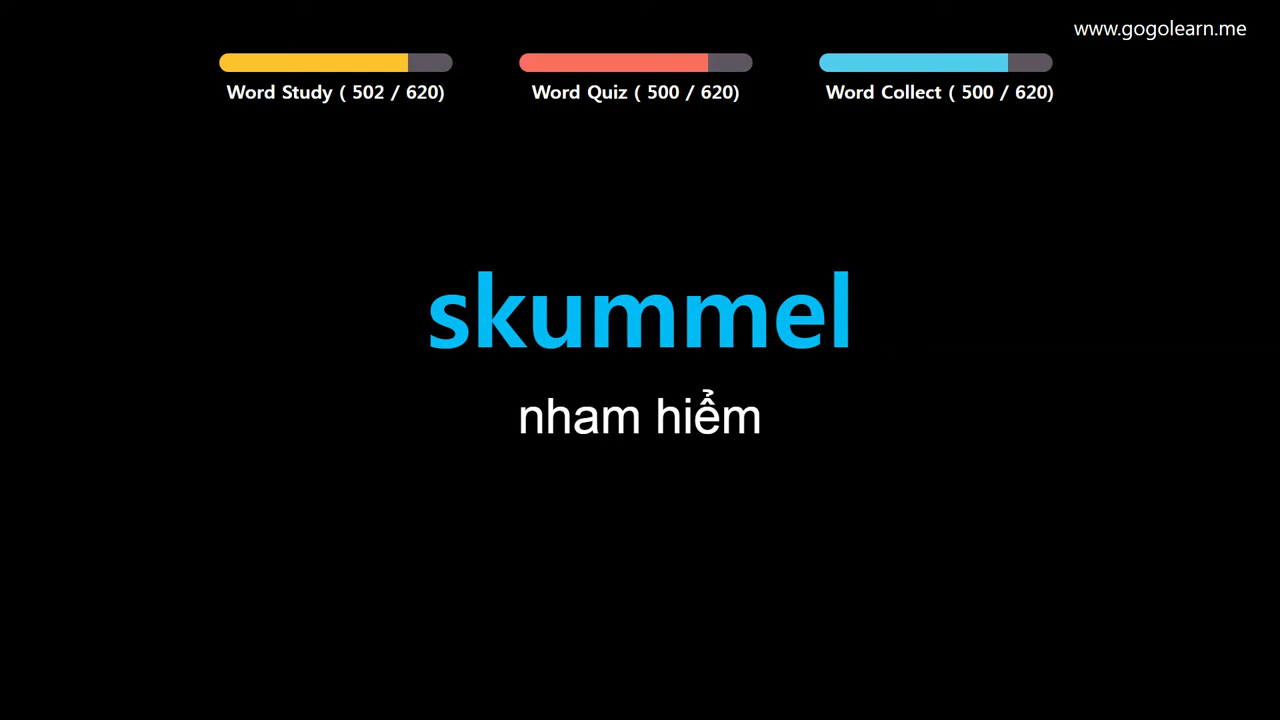 www.gogolearn.me
Word Study ( 502 / 620)
Word Quiz ( 500 / 620)
Word Collect ( 500 / 620)
skummel
nham hiểm